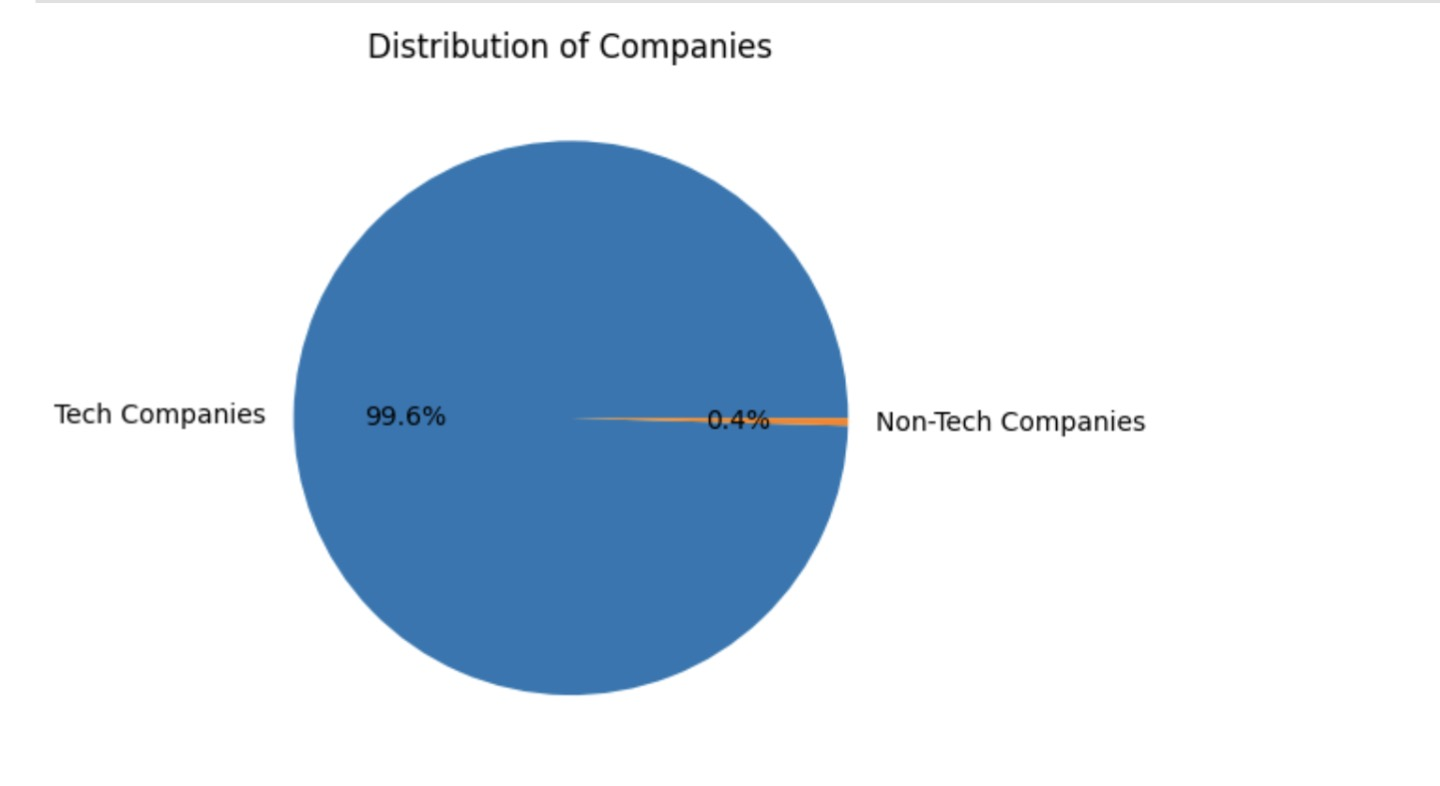 Distribution of Companies
Tech Companies
99.6%
0.4%
Non-Tech Companies